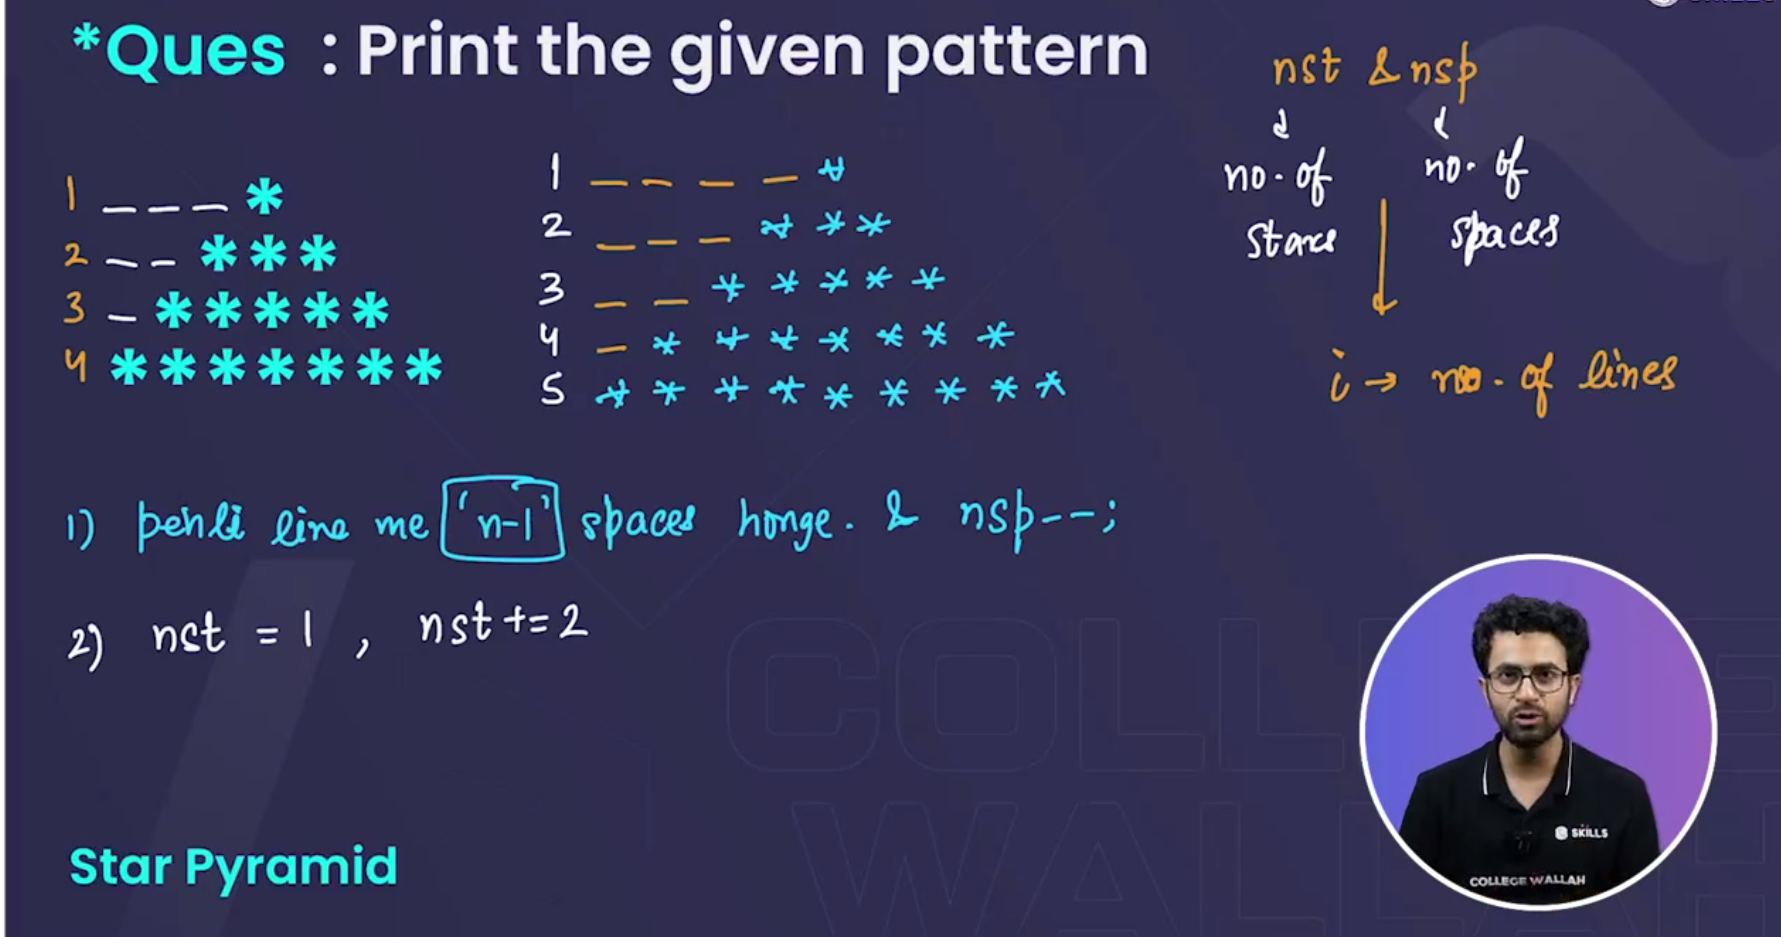 *Ques : Print the given pattern
1 _ _ _ *
2 _ _ * * *
3 _ * * * * *
4 * * * * * * *
1 _ _ _ _ *
2 _ _ _ * * *
3 _ _ * * * * *
4 _ * * * * * * *
5 * * * * * * * * *
nst & nsp
no. of stars
no. of spaces
i → no. of lines
1) pehli line me 'n-1' spaces honge. & nsp--;
2) nst = 1 , nst += 2
Star Pyramid
SKILLS
COLLEGE WALLAH
COLLEGE
WALLAH